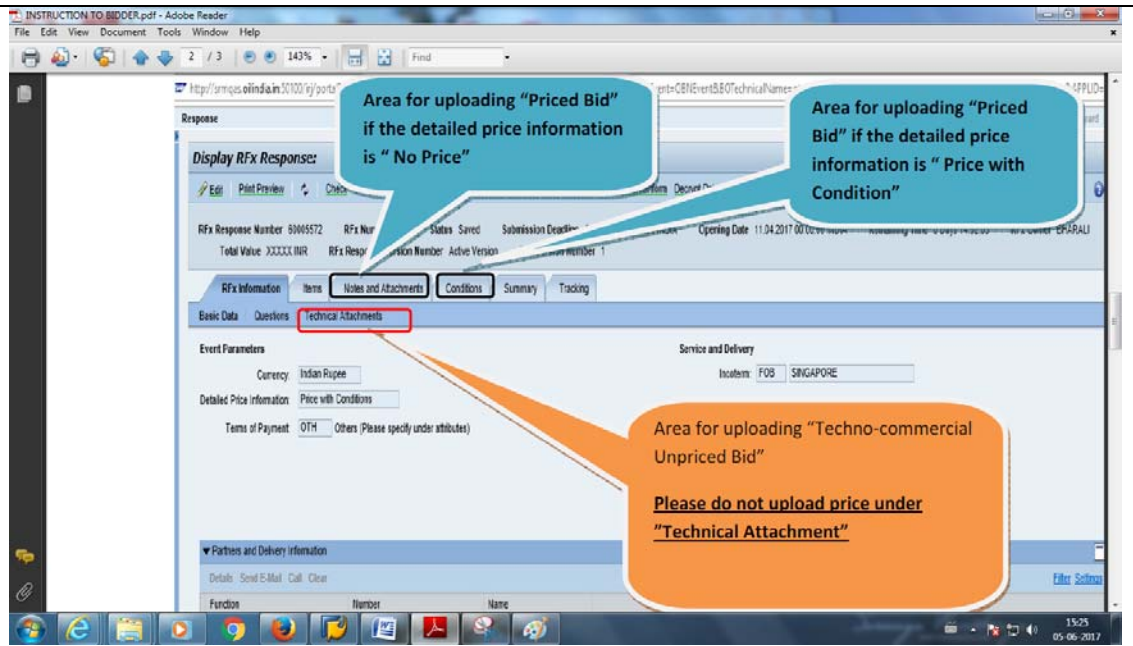 INSTRUCTION TO BIDDER.pdf - Adobe Reader
File Edit View Document Tools Window Help
2 / 3 143% Find
Response
Area for uploading “Priced Bid”
if the detailed price information
is “ No Price”
Area for uploading “Priced
Bid” if the detailed price
information is “ Price with
Condition”
Display RFx Response:
Edit Print Preview Check
RFx Response Number 60005572 Status Saved Submission Deadline Opening Date 11.04.2017
Total Value XXXXX INR Version Number Active Version Number 1
RFx Information Items Notes and Attachments Conditions Summary Tracking
Basic Data Questions Technical Attachments
Event Parameters
Service and Delivery
Currency: Indian Rupee
Incoterm: FOB SINGAPORE
Detailed Price Information: Price with Conditions
Terms of Payment: OTH Others (Please specify under attributes)
Area for uploading “Techno-commercial
Unpriced Bid”
Please do not upload price under
”Technical Attachment”
Partners and Delivery Information
Details Send E-Mail Call Clear
Filter Settings
Function Number Name
15:25
05-06-2017